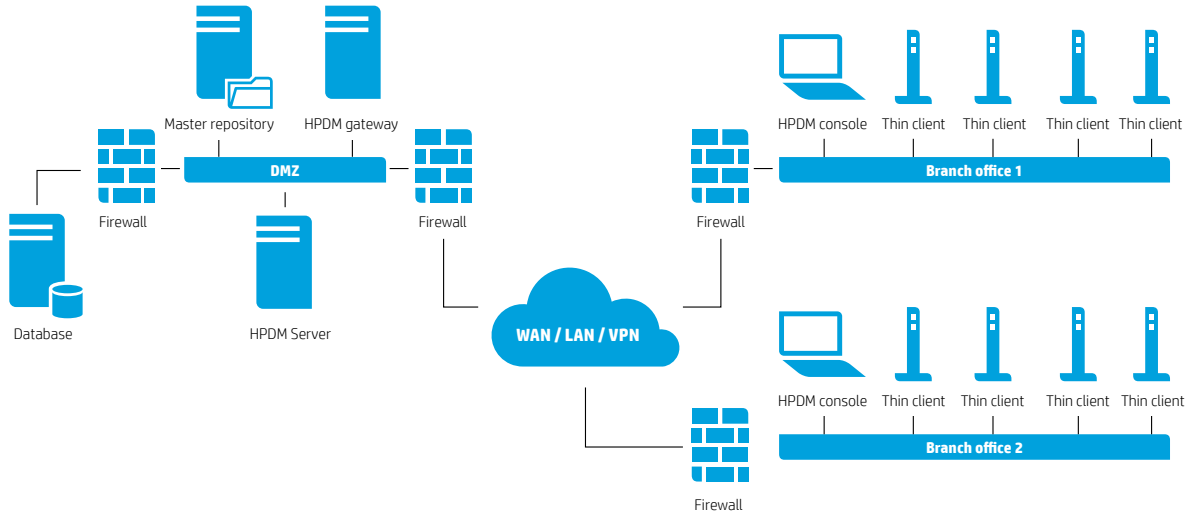 Master repository
HPDM gateway
HPDM console
Thin client
Thin client
Thin client
Thin client
DMZ
Branch office 1
Firewall
Firewall
Firewall
Database
HPDM Server
WAN / LAN / VPN
HPDM console
Thin client
Thin client
Thin client
Thin client
Branch office 2
Firewall